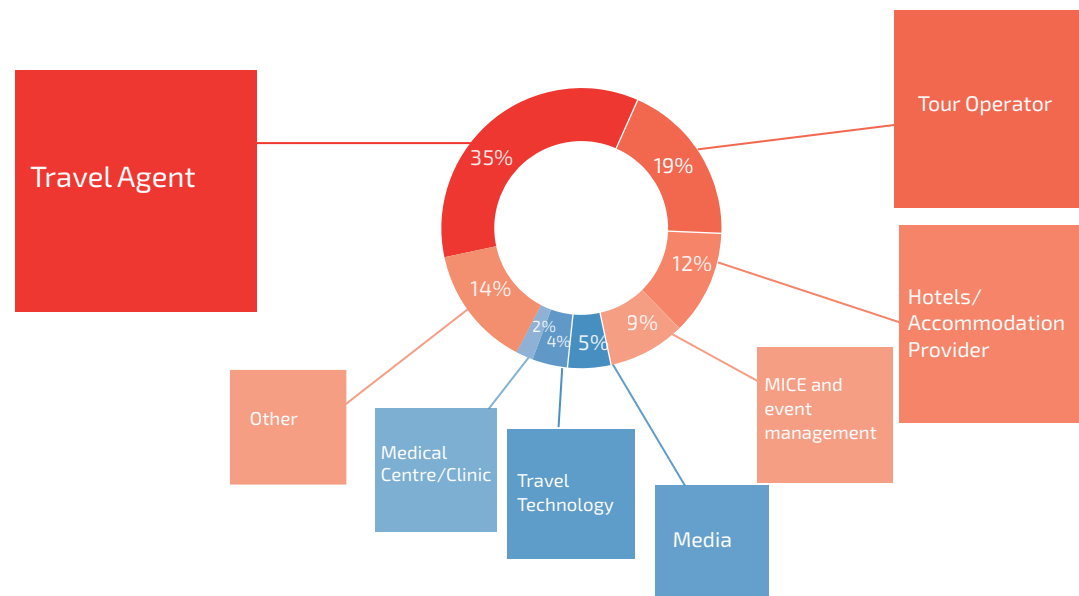 Tour Operator
35%
19%
Travel Agent
12%
14%
Hotels/
Accommodation
Provider
9%
2%
4%
5%
MICE and
event
management
Other
Medical
Centre/Clinic
Travel
Technology
Media